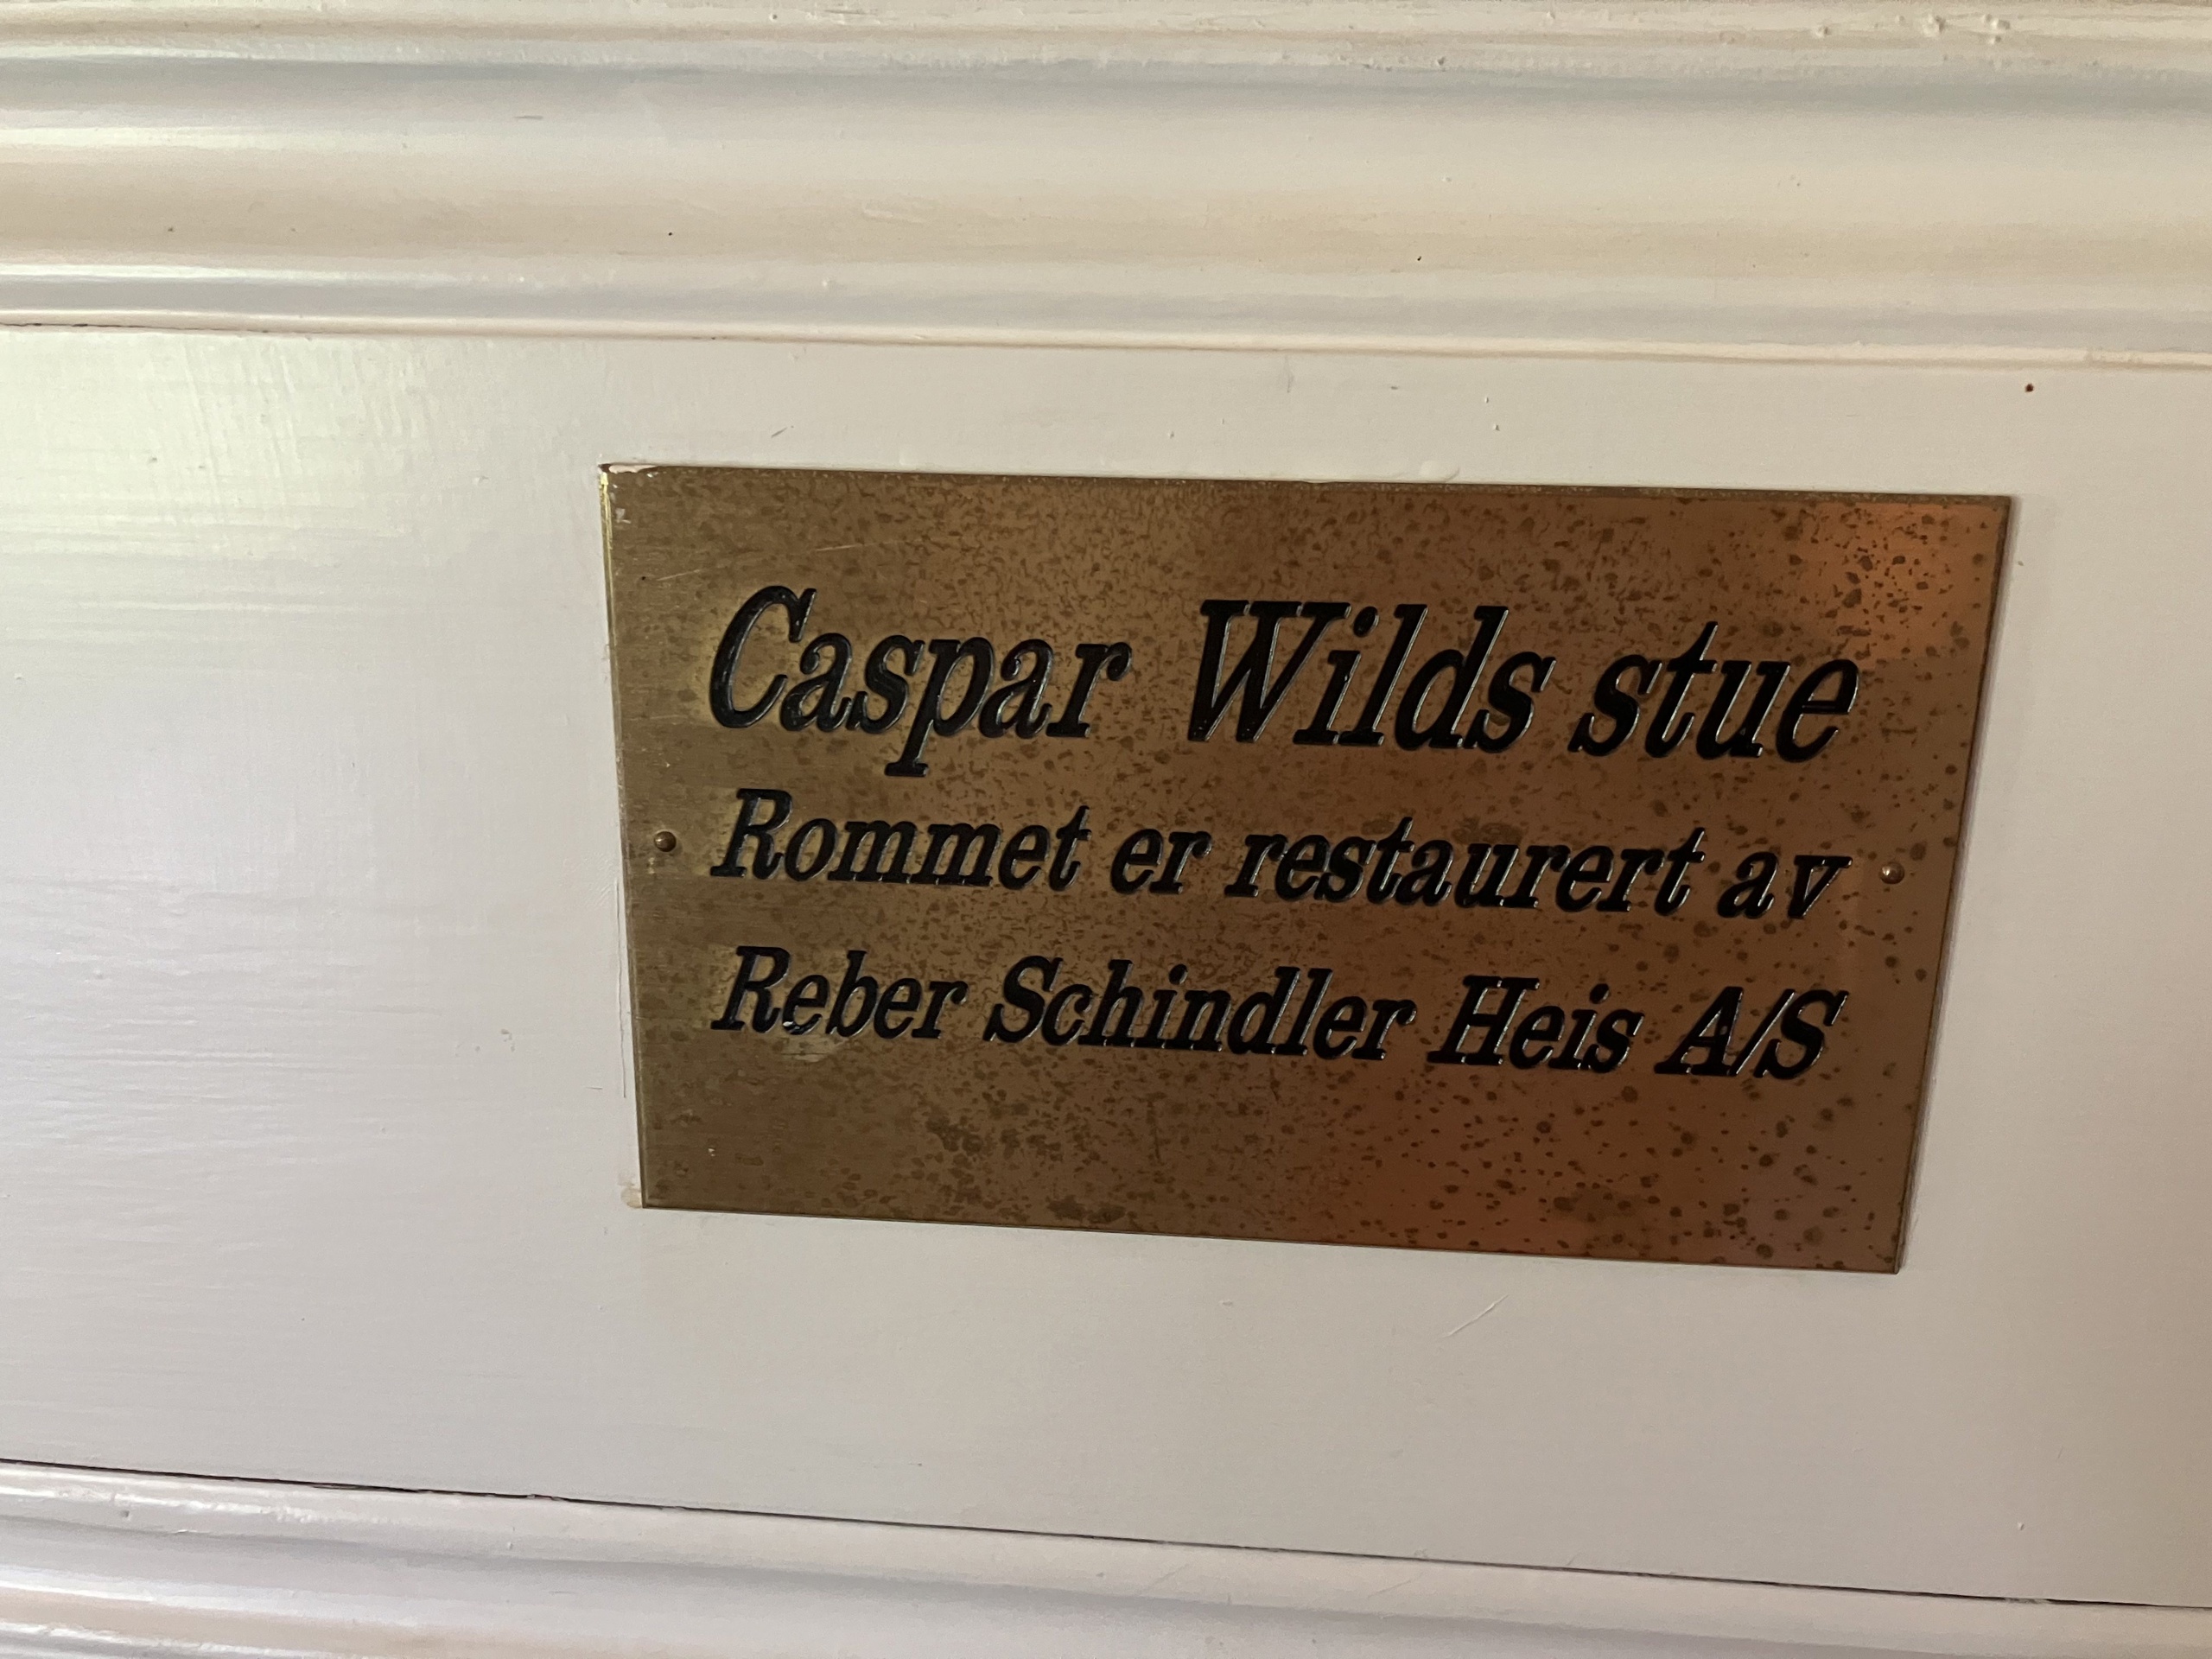 Caspar Wilds stue
Rommet er restaurert av
Reber Schindler Heis A/S